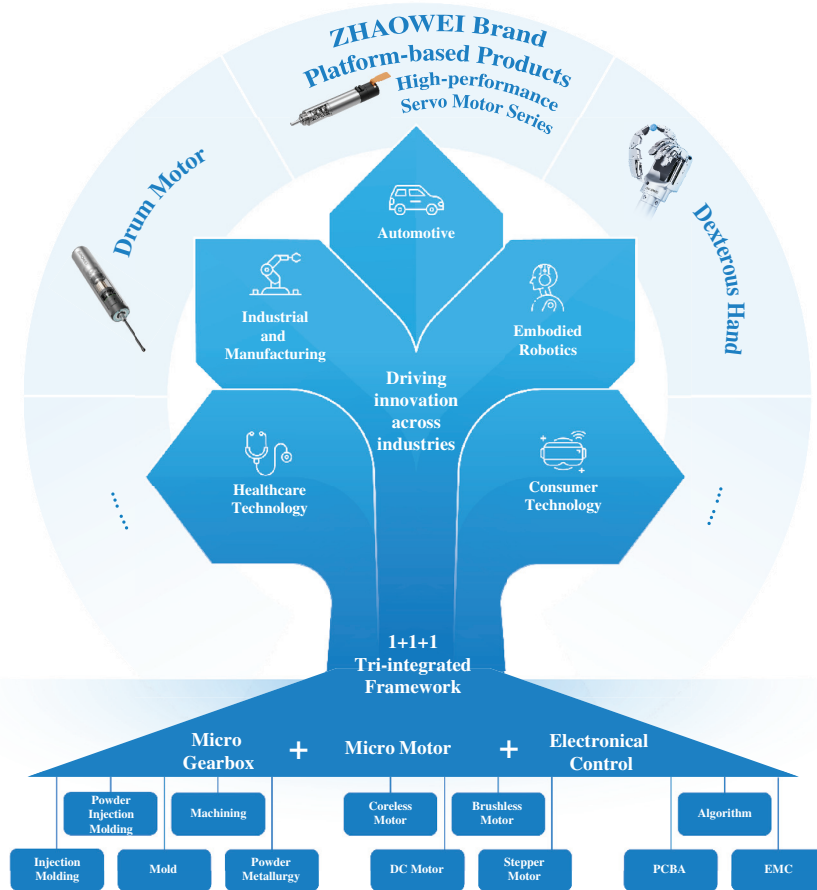 ZHAOWEI Brand
Platform-based Products
High-performance
Servo Motor Series
Drum Motor
Dexterous Hand
Automotive
Industrial
and
Manufacturing
Embodied
Robotics
Driving
innovation
across
industries
Healthcare
Technology
Consumer
Technology
1+1+1
Tri-integrated
Framework
Micro
Gearbox
+
Micro Motor
+
Electronical
Control
Powder
Injection
Molding
Machining
Coreless
Motor
Brushless
Motor
Algorithm
Injection
Molding
Mold
Powder
Metallurgy
DC Motor
Stepper
Motor
PCBA
EMC